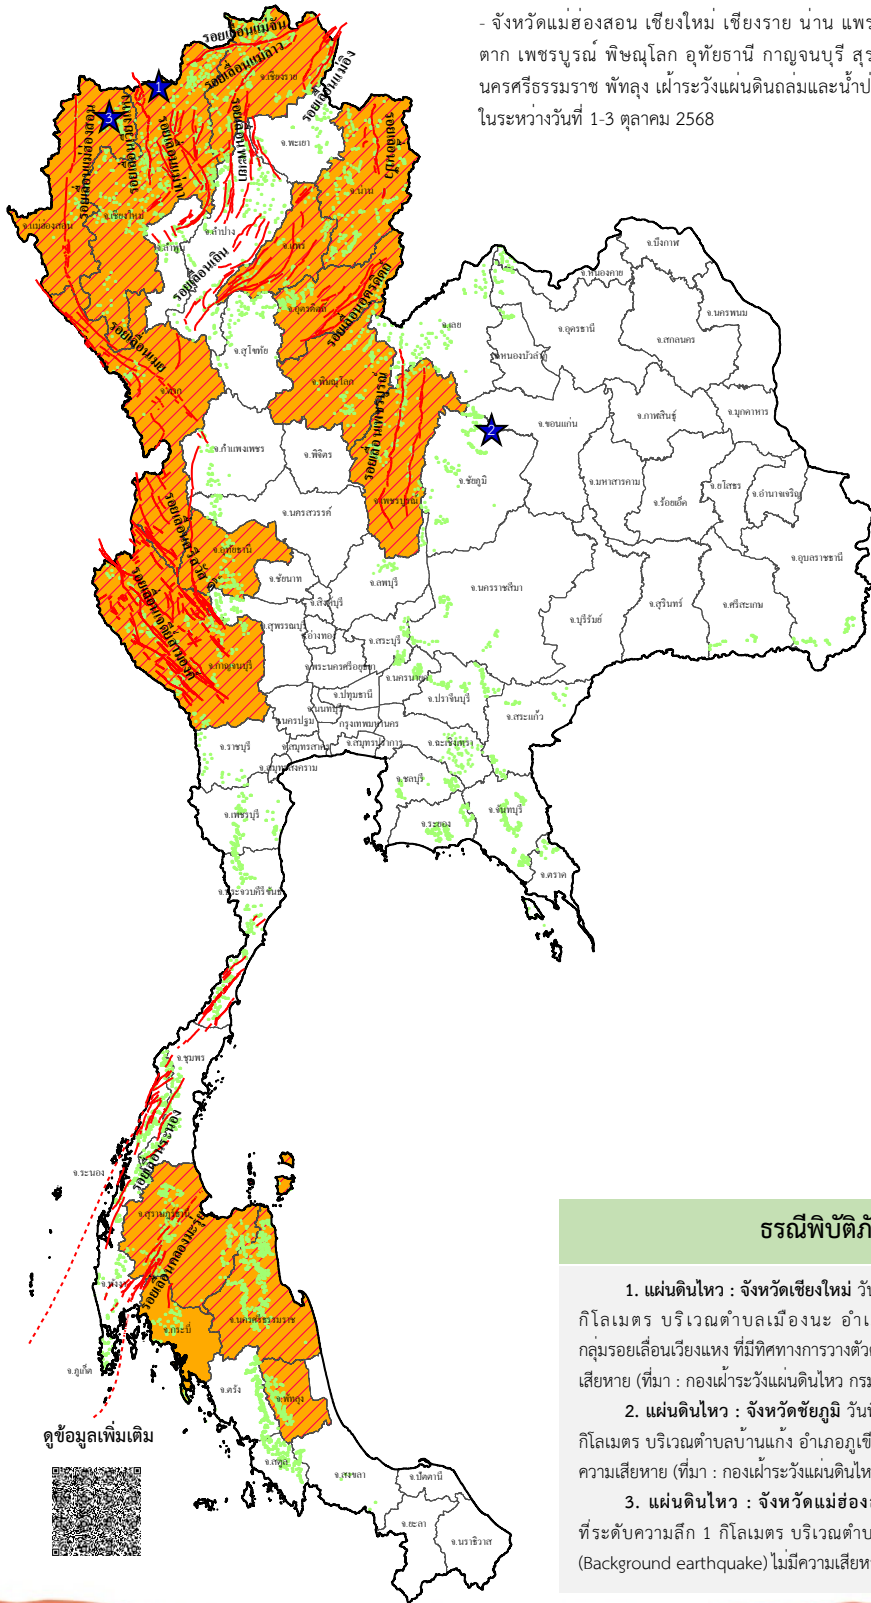 - จังหวัดแม่ฮ่องสอน เชียงใหม่ เชียงราย น่าน แพร
ตาก เพชรบูรณ์ พิษณุโลก อุทัยธานี กาญจนบุรี สุร
นครศรีธรรมราช พัทลุง เฝ้าระวังแผ่นดินถล่มและน้ำป
ในระหว่างวันที่ 1-3 ตุลาคม 2568
รอยเลื่อนแม่จัน
รอยเลื่อนแม่ลาว
รอยเลื่อนแม่อิง
จ.เชียงราย
1
3
รอยเลื่อนแม่ฮ่องสอน
รอยเลื่อนแม่ทา
รอยเลื่อนพะเยา
รอยเลื่อนปัว
จ.พะเยา
จ.น่าน
จ.แม่ฮ่องสอน
จ.เชียงใหม่
จ.ลำปาง
จ.ลำพูน
จ.แพร่
รอยเลื่อนเถิน
จ.อุตรดิตถ์
รอยเลื่อนอุตรดิตถ์
รอยเลื่อนเมย
จ.ตาก
จ.สุโขทัย
จ.พิษณุโลก
รอยเลื่อนเพชรบูรณ์
จ.เพชรบูรณ์
จ.เลย
จ.บึงกาฬ
จ.หนองคาย
จ.อุดรธานี
จ.นครพนม
จ.สกลนคร
จ.หนองบัวลำภู
2
จ.ขอนแก่น
จ.กาฬสินธุ์
จ.มุกดาหาร
จ.ชัยภูมิ
จ.มหาสารคาม
จ.ร้อยเอ็ด
จ.ยโสธร
จ.อำนาจเจริญ
จ.อุบลราชธานี
จ.กำแพงเพชร
จ.พิจิตร
จ.นครสวรรค์
จ.อุทัยธานี
รอยเลื่อนเจดีย์สามองค์
จ.กาญจนบุรี
จ.ชัยนาท
จ.ลพบุรี
จ.นครราชสีมา
จ.บุรีรัมย์
จ.สุรินทร์
จ.ศรีสะเกษ
จ.สิงห์บุรี
จ.สุพรรณบุรี
จ.อ่างทอง
จ.สระบุรี
จ.พระนครศรีอยุธยา
จ.นครนายก
จ.ปทุมธานี
จ.ปราจีนบุรี
จ.นนทบุรี
จ.นครปฐม
กรุงเทพมหานคร
จ.สระแก้ว
จ.ราชบุรี
จ.สมุทรสาคร
จ.สมุทรปราการ
จ.ฉะเชิงเทรา
จ.สมุทรสงคราม
จ.ชลบุรี
จ.เพชรบุรี
จ.ระยอง
จ.จันทบุรี
จ.ตราด
จ.ประจวบคีรีขันธ์
จ.ชุมพร
รอยเลื่อนระนอง
จ.ระนอง
จ.สุราษฎร์ธานี
รอยเลื่อนคลองมะรุ่ย
จ.พังงา
จ.นครศรีธรรมราช
จ.กระบี่
จ.ภูเก็ต
จ.ตรัง
จ.พัทลุง
จ.สตูล
จ.สงขลา
จ.ปัตตานี
จ.ยะลา
จ.นราธิวาส
ดูข้อมูลเพิ่มเติม
ธรณีพิบัติภั
1. แผ่นดินไหว : จังหวัดเชียงใหม่ วัน
กิโลเมตร บริเวณตำบลเมืองนะ อำเ
กลุ่มรอยเลื่อนเวียงแหง ที่มีทิศทางการวางตัว
เสียหาย (ที่มา : กองเฝ้าระวังแผ่นดินไหว กรม
2. แผ่นดินไหว : จังหวัดชัยภูมิ วันที
กิโลเมตร บริเวณตำบลบ้านแก้ง อำเภอภูเขี
ความเสียหาย (ที่มา : กองเฝ้าระวังแผ่นดินไห
3. แผ่นดินไหว : จังหวัดแม่ฮ่องส
ที่ระดับความลึก 1 กิโลเมตร บริเวณตำบ
(Background earthquake) ไม่มีความเสียห